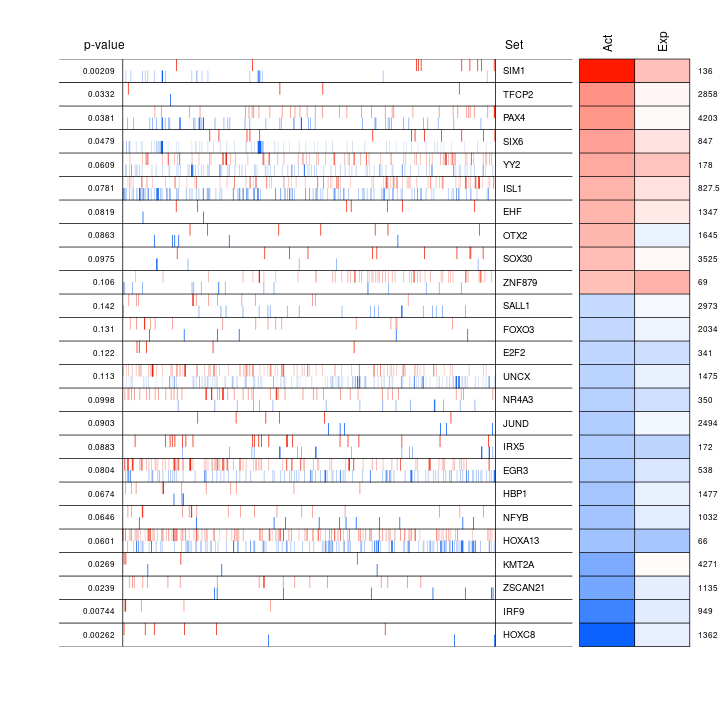 p-value Set Act Exp
0.00209 SIM1 136
0.0332 TFCP2 2858
0.0381 PAX4 4203
0.0479 SIX6 847
0.0609 YY2 178
0.0781 ISL1 827.5
0.0819 EHF 1347
0.0863 OTX2 1645
0.0975 SOX30 3525
0.106 ZNF879 69
0.142 SALL1 2973
0.131 FOXO3 2034
0.122 E2F2 341
0.113 UNCX 1475
0.0998 NR4A3 350
0.0903 JUND 2494
0.0883 IRX5 172
0.0804 EGR3 538
0.0674 HBP1 1477
0.0646 NFYB 1032
0.0601 HOXA13 66
0.0269 KMT2A 4271
0.0239 ZSCAN21 1135
0.00744 IRF9 949
0.00262 HOXC8 1362